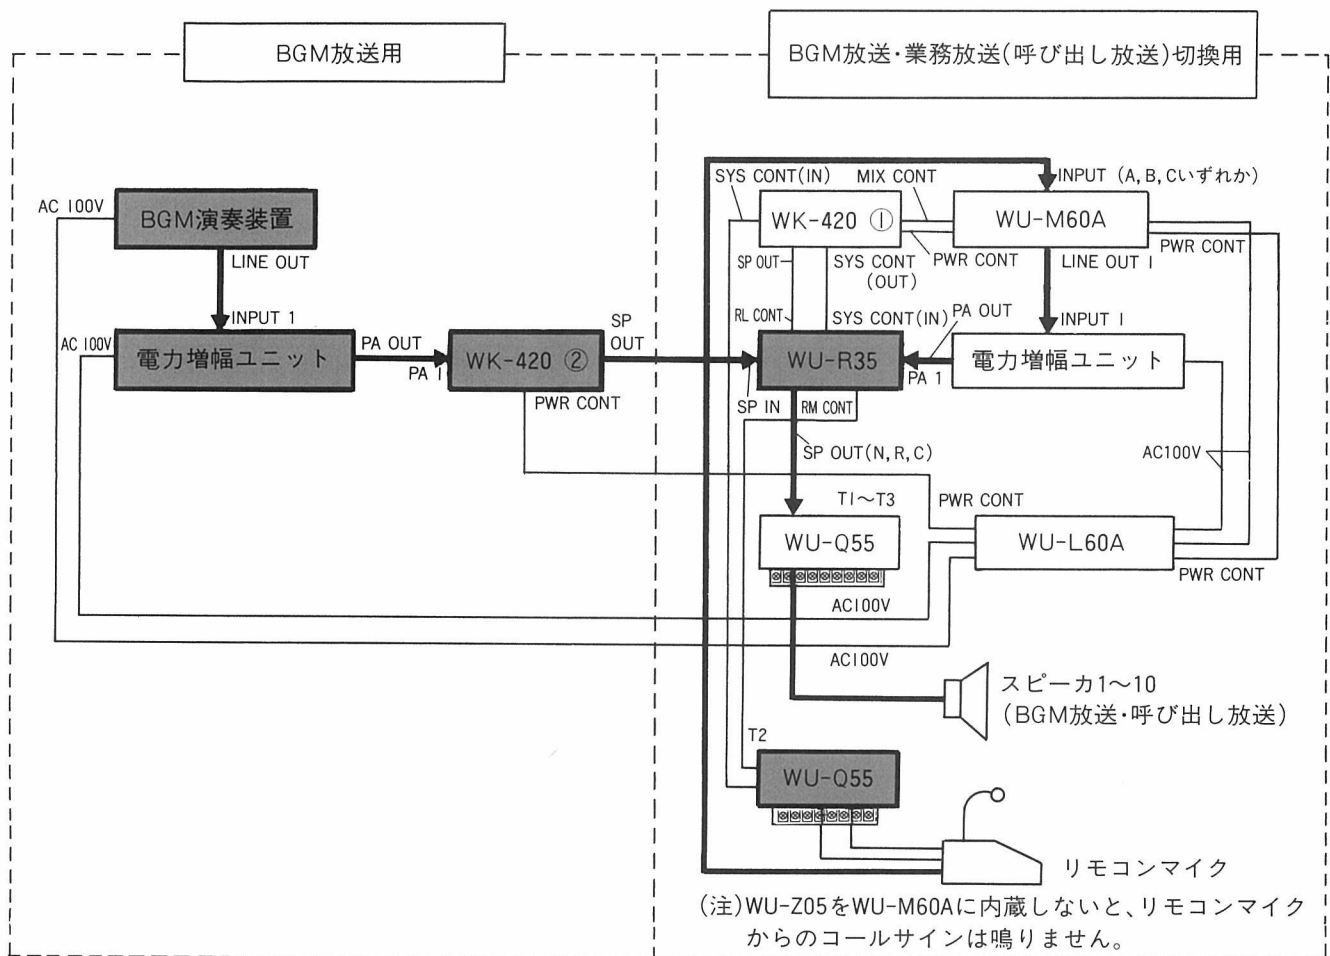 BGM放送用
BGM放送・業務放送(呼び出し放送)切換用
SYS CONT(IN)
MIX CONT
INPUT (A, B, Cいずれか)
AC 100V
BGM演奏装置
WK-420 ①
WU-M60A
PWR CONT
LINE OUT
SP OUT
SYS CONT
(OUT)
PWR CONT
LINE OUT 1
INPUT 1
SP
OUT
RL CONT
SYS CONT(IN)
PA OUT
INPUT 1
AC 100V
電力増幅ユニット
PA OUT
PA 1
WK-420 ②
WU-R35
PA 1
電力増幅ユニット
PWR CONT
SP IN
RM CONT
SP OUT(N, R, C)
AC100V
T1〜T3
PWR CONT
WU-Q55
WU-L60A
PWR CONT
AC100V
AC100V
スピーカ1〜10
(BGM放送・呼び出し放送)
T2
WU-Q55
リモコンマイク
(注)WU-Z05をWU-M60Aに内蔵しないと、リモコンマイク
からのコールサインは鳴りません。